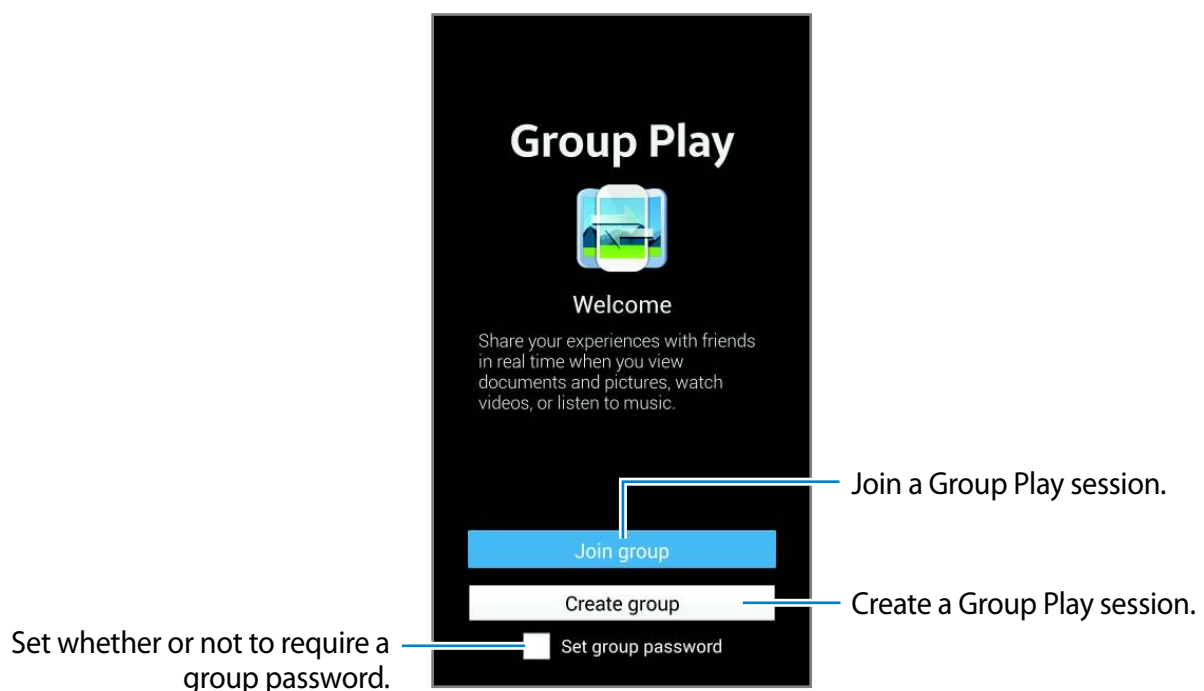 Group Play
Welcome
Share your experiences with friends
in real time when you view
documents and pictures, watch
videos, or listen to music.
Join a Group Play session.
Join group
Create group
Create a Group Play session.
Set whether or not to require a
group password.
Set group password